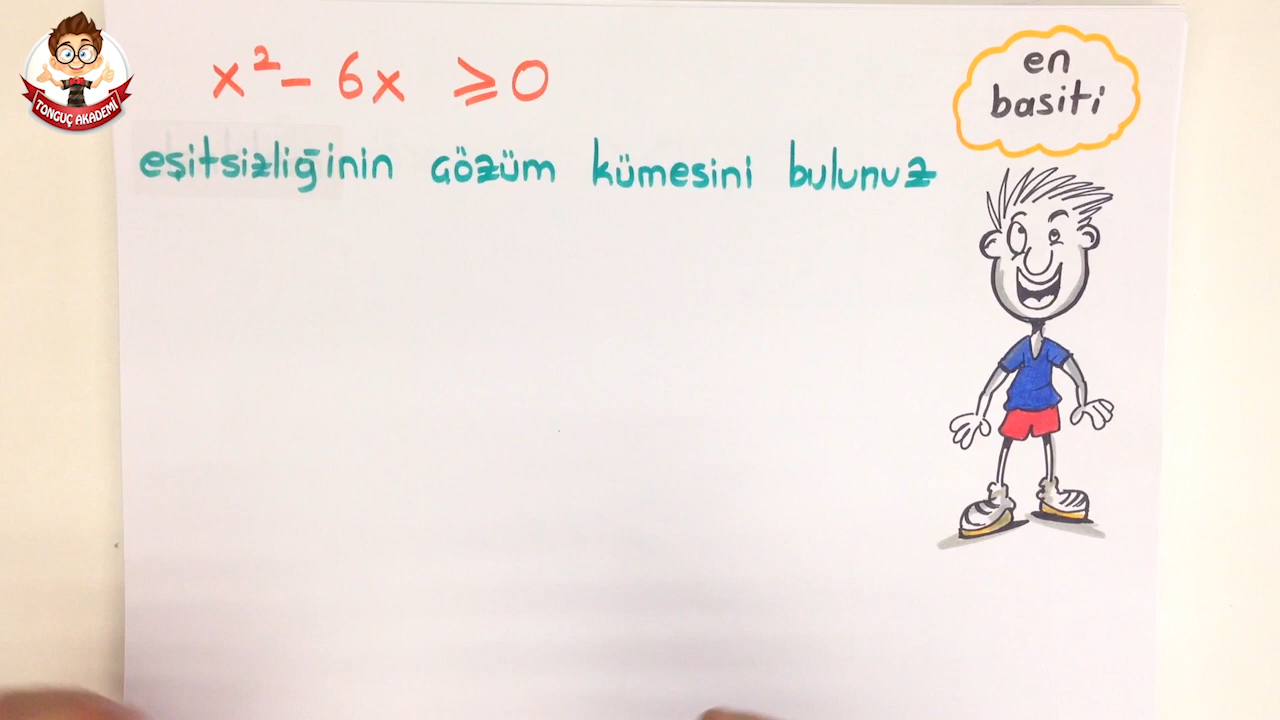 TONGUÇ AKADEMİ
x² - 6x ⩾ 0
eşitsizliğinin çözüm kümesini bulunuz
en
basiti